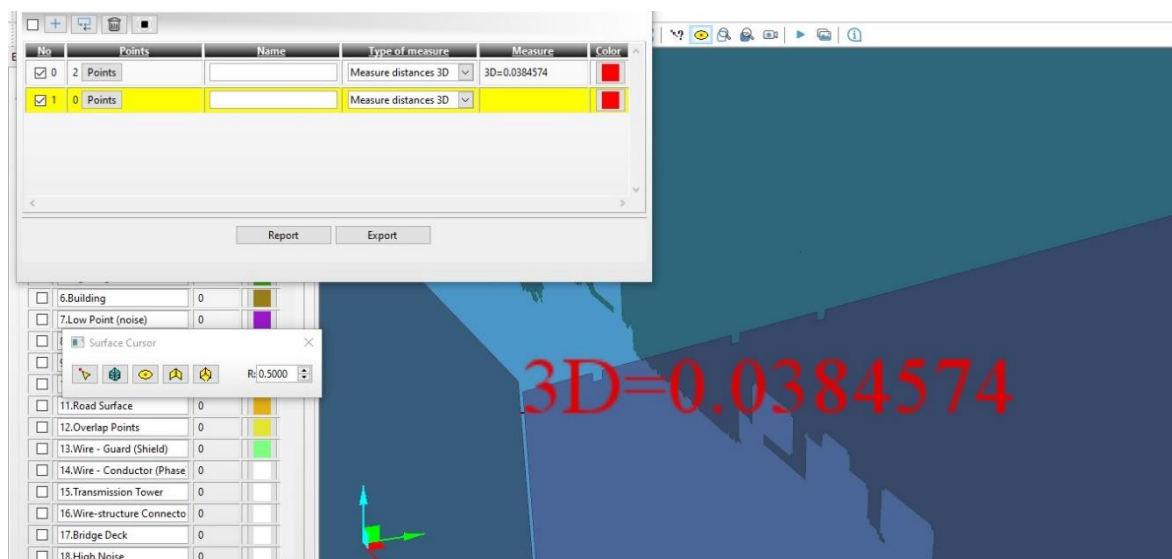 No Points Name Type of measure Measure Color
0 2 Points Measure distances 3D 3D=0.0384574
1 0 Points Measure distances 3D
Report Export
6.Building 0
7.Low Point (noise) 0
Surface Cursor
R: 0.5000
11.Road Surface 0
12.Overlap Points 0
13.Wire - Guard (Shield) 0
14.Wire - Conductor (Phase 0
15.Transmission Tower 0
16.Wire-structure Connecto 0
17.Bridge Deck 0
18.High Noise 0
3D=0.0384574